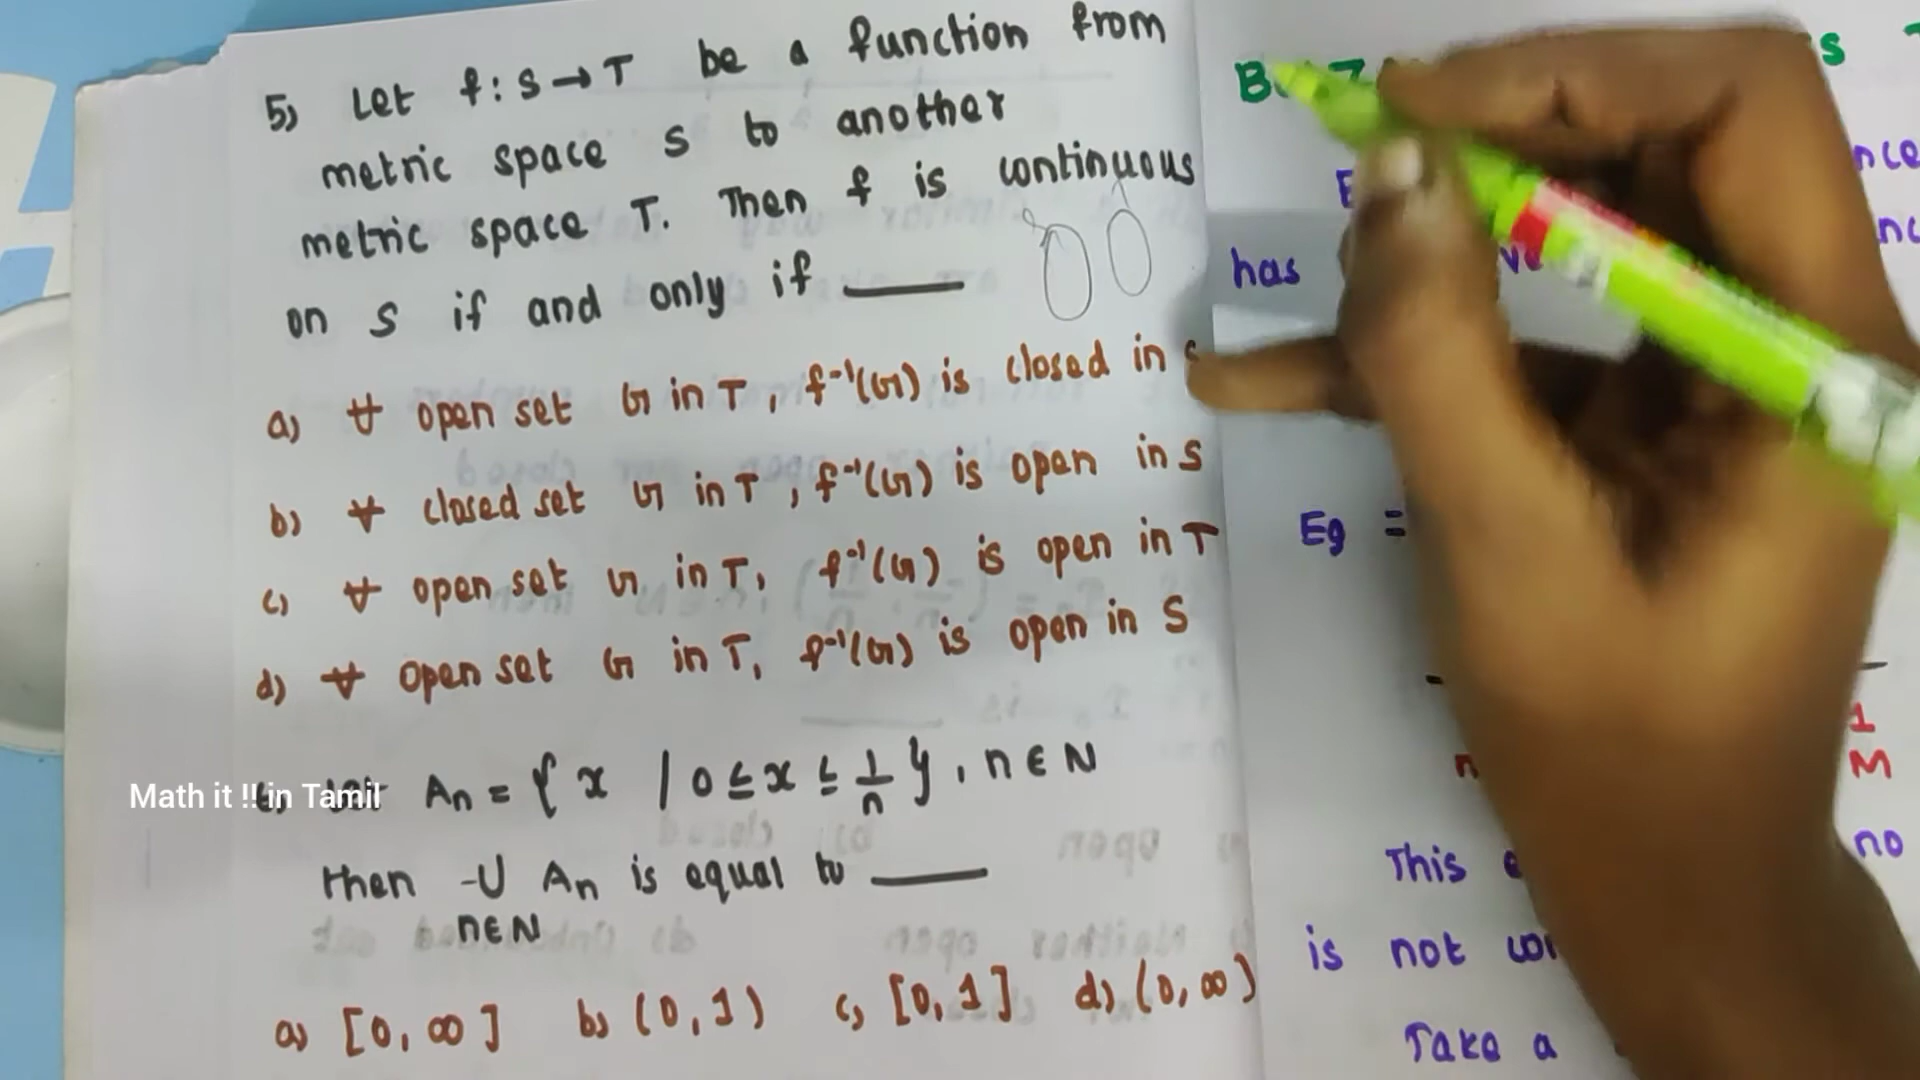 5) Let f : S → T be a function from
metric space S to another
metric space T. Then f is continuous
on S if and only if ____
a) ∀ open set G in T, f⁻¹(G) is closed in
b) ∀ closed set G in T, f⁻¹(G) is open in S
c) ∀ open set G in T, f⁻¹(G) is open in T
d) ∀ open set G in T, f⁻¹(G) is open in S
An = { x / 0 ≤ x ≤ 1/n }, n ∈ N
Math it !! in Tamil
then -U An is equal to ____
n∈N
a) [0, ∞] b) (0, 1) c) [0, 1] d) (0, ∞)
has
Eg =
1
M
This
no
is not
Take a